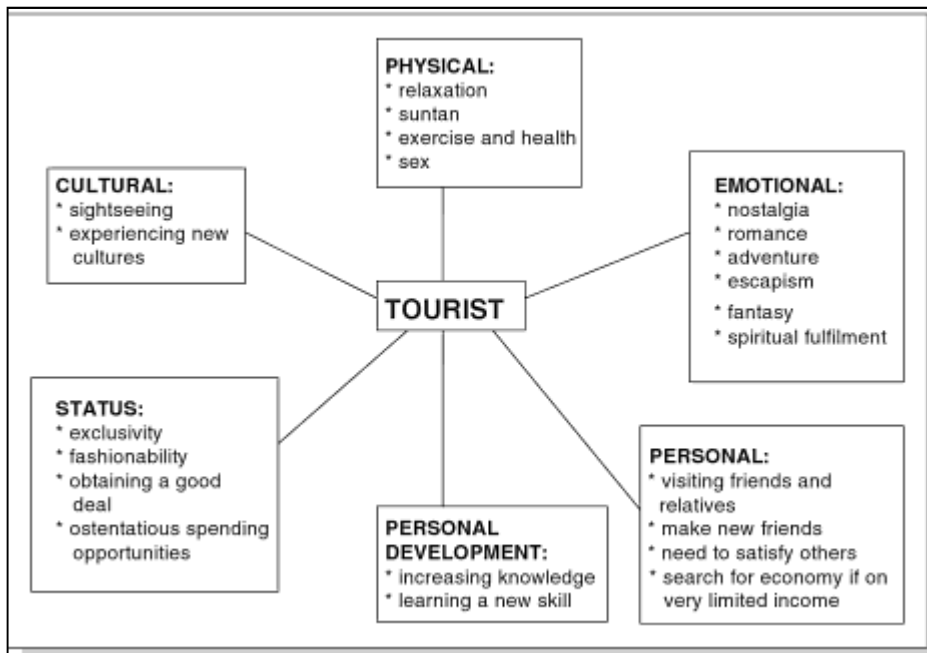 PHYSICAL:
* relaxation
* suntan
* exercise and health
* sex
CULTURAL:
* sightseeing
* experiencing new
cultures
EMOTIONAL:
* nostalgia
* romance
* adventure
* escapism
* fantasy
* spiritual fulfilment
TOURIST
STATUS:
* exclusivity
* fashionability
* obtaining a good
deal
* ostentatious spending
opportunities
PERSONAL
DEVELOPMENT:
* increasing knowledge
* learning a new skill
PERSONAL:
* visiting friends and
relatives
* make new friends
* need to satisfy others
* search for economy if on
very limited income